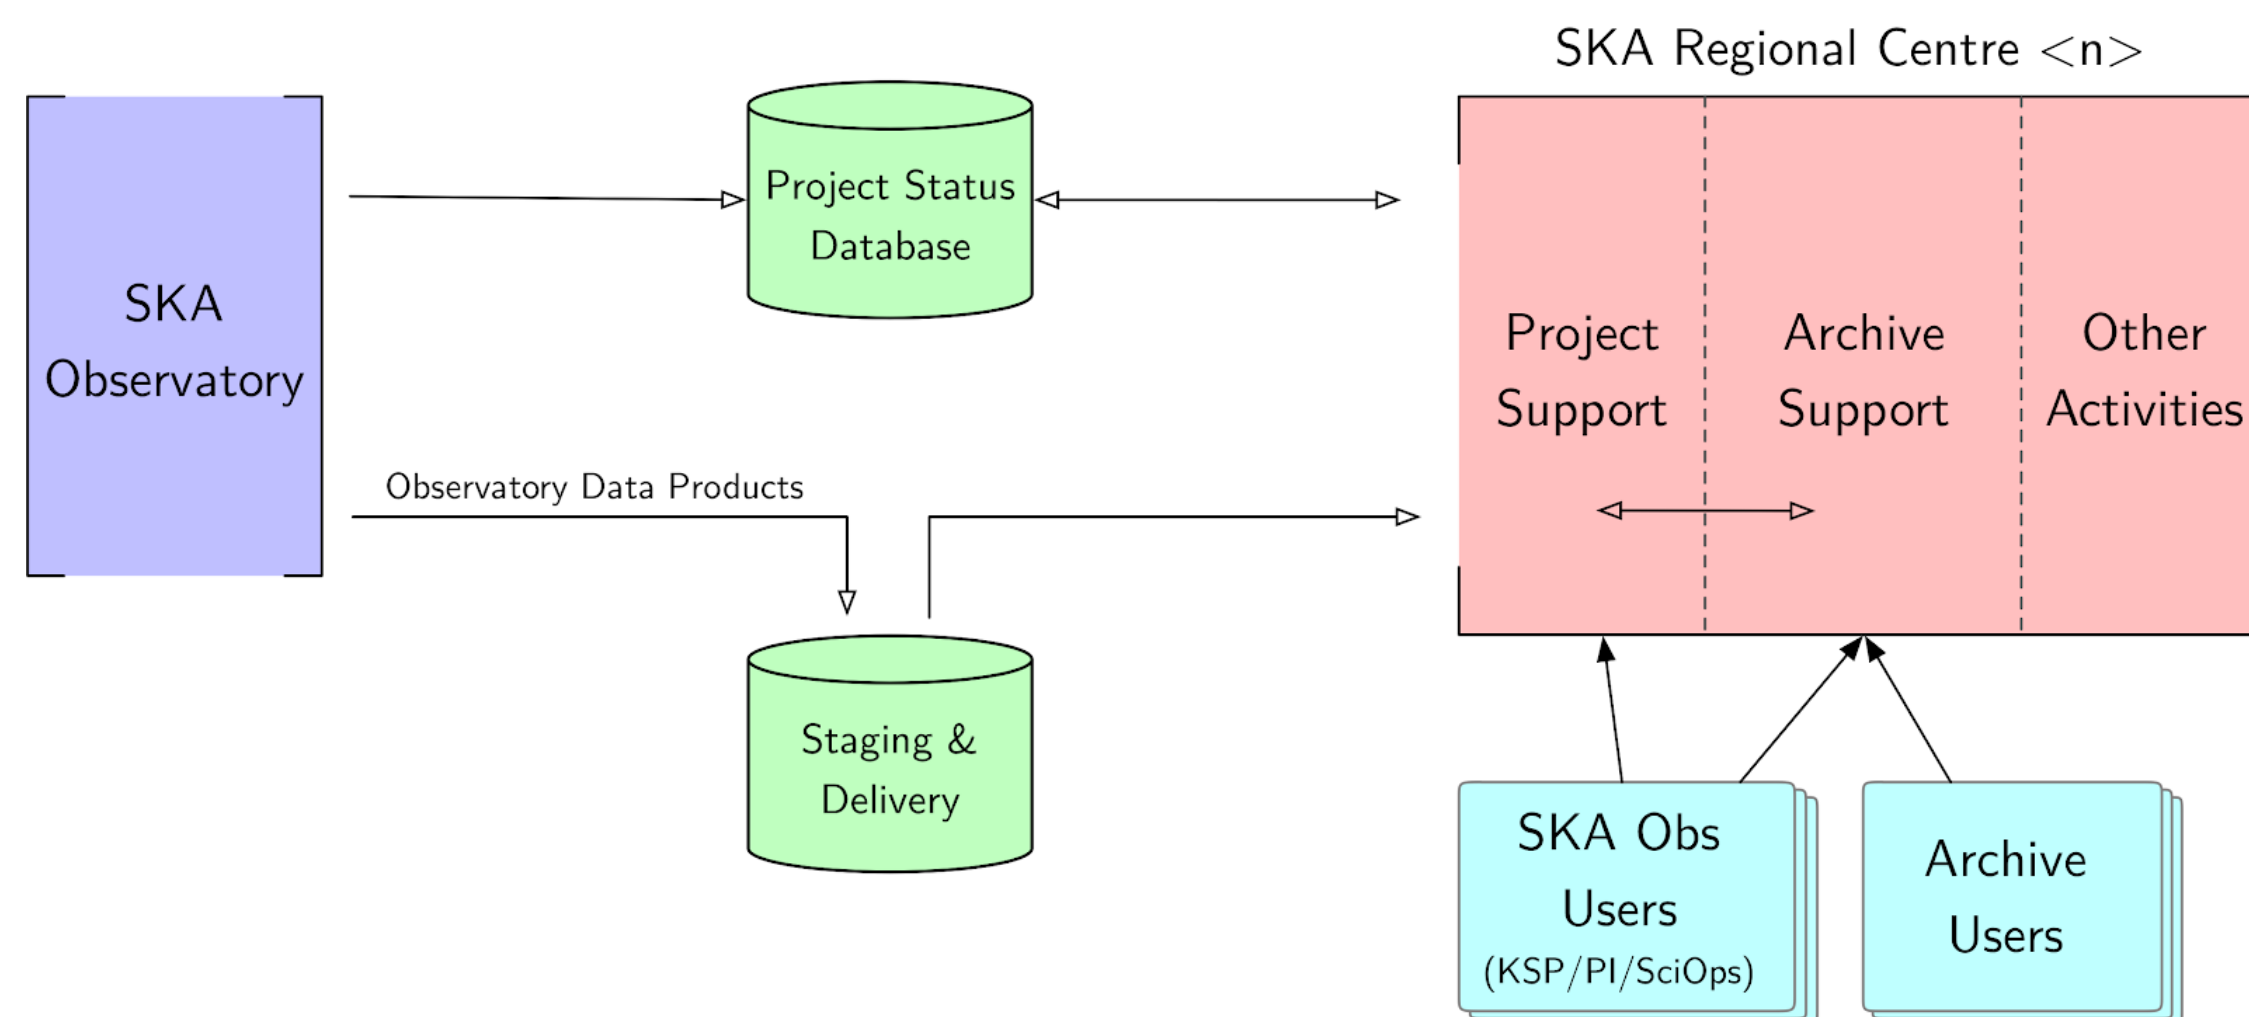 SKA Regional Centre <n>
SKA
Observatory
Project Status
Database
Project
Support
Archive
Support
Other
Activities
Observatory Data Products
Staging &
Delivery
SKA Obs
Users
(KSP/PI/SciOps)
Archive
Users